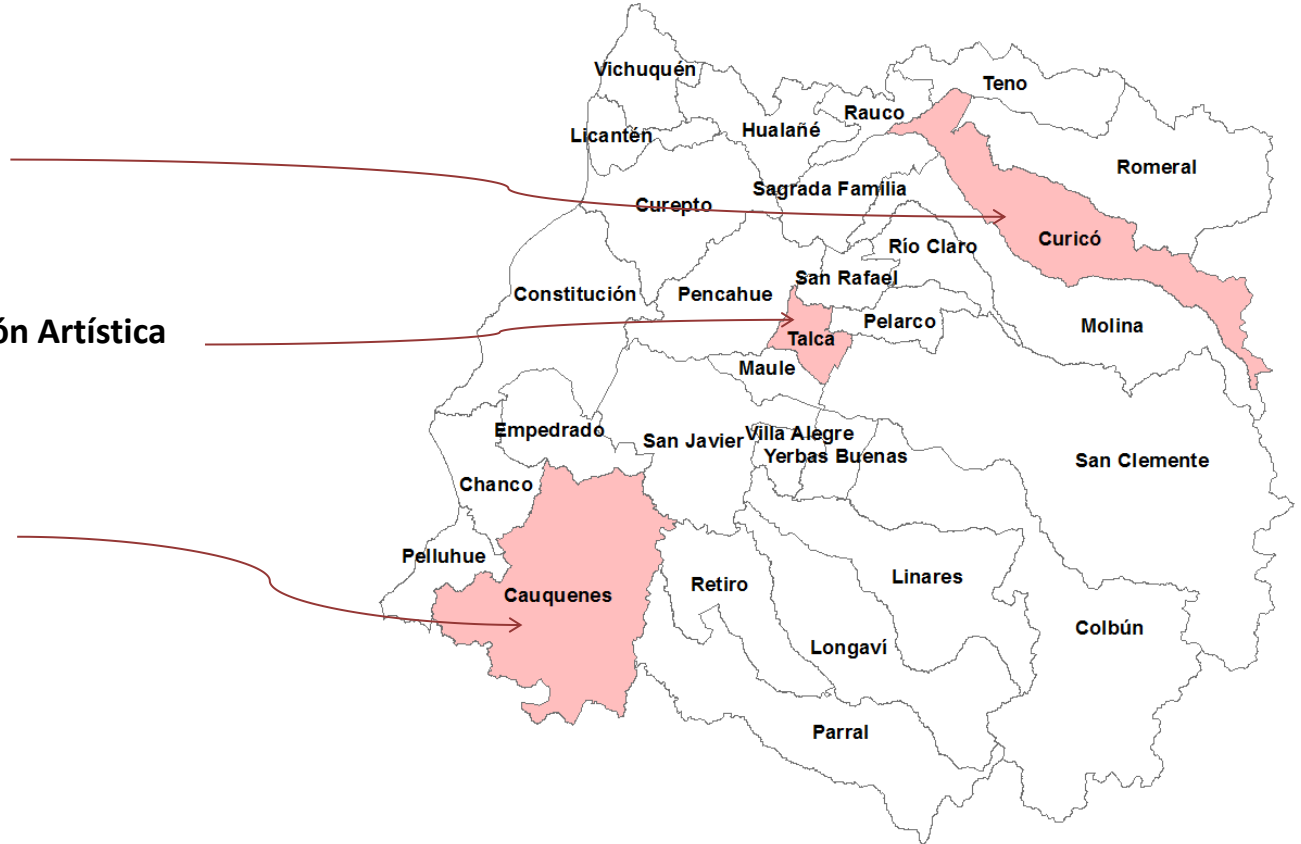 Vichuquén
Teno
Rauco
Licantén
Hualañé
Romeral
Sagrada Familia
Curepto
Curicó
Río Claro
San Rafael
Constitución
Pencahue
Pelarco
Molina
ón Artística
Talca
Maule
Empedrado
San Javier
Villa Alegre
Yerbas Buenas
San Clemente
Chanco
Pelluhue
Retiro
Linares
Cauquenes
Colbún
Longaví
Parral